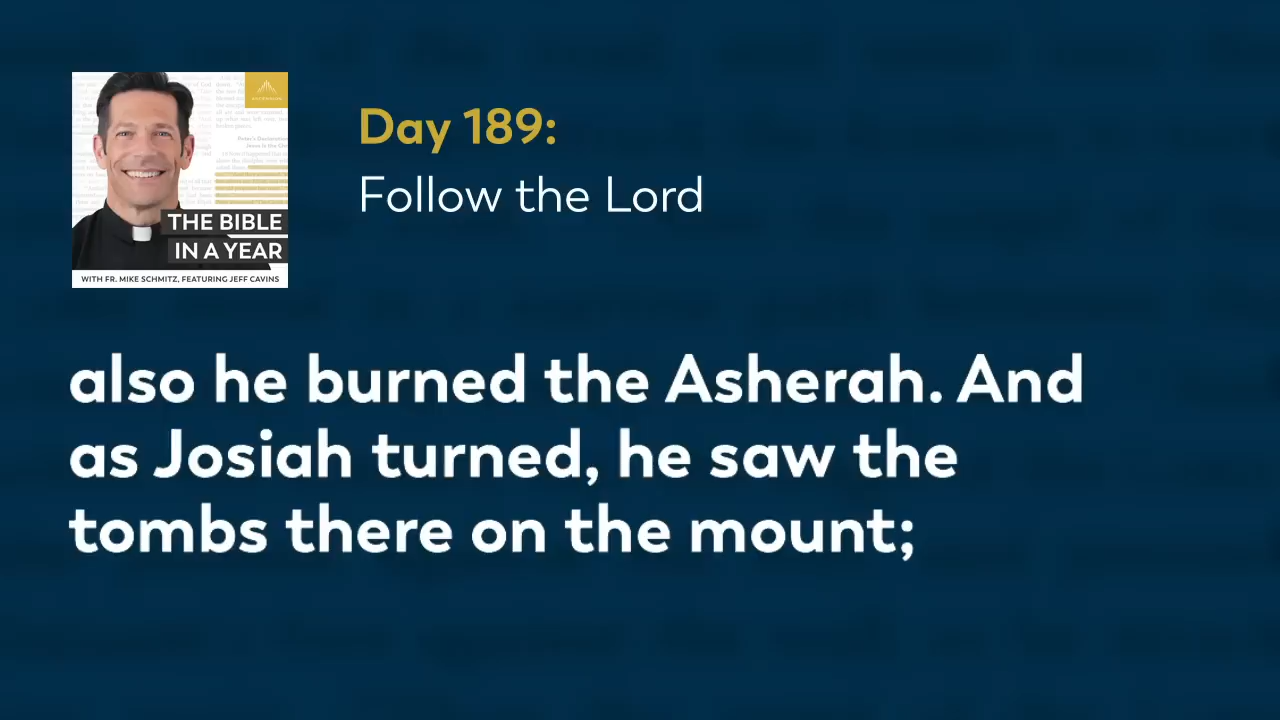 THE BIBLE
IN A YEAR
WITH FR. MIKE SCHMITZ, FEATURING JEFF CAVINS
Day 189:
Follow the Lord
also he burned the Asherah. And
as Josiah turned, he saw the
tombs there on the mount;